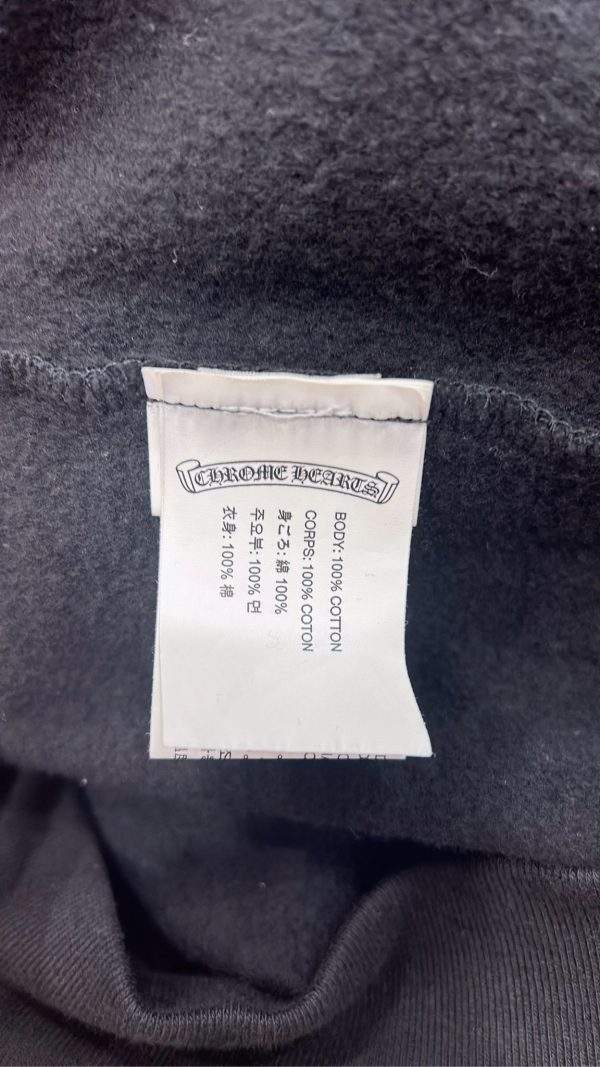 CHROME HEARTS
BODY: 100% COTTON
CORPS: 100% COTON
身ごろ: 綿 100%
주요부: 100% 면
衣身: 100% 棉